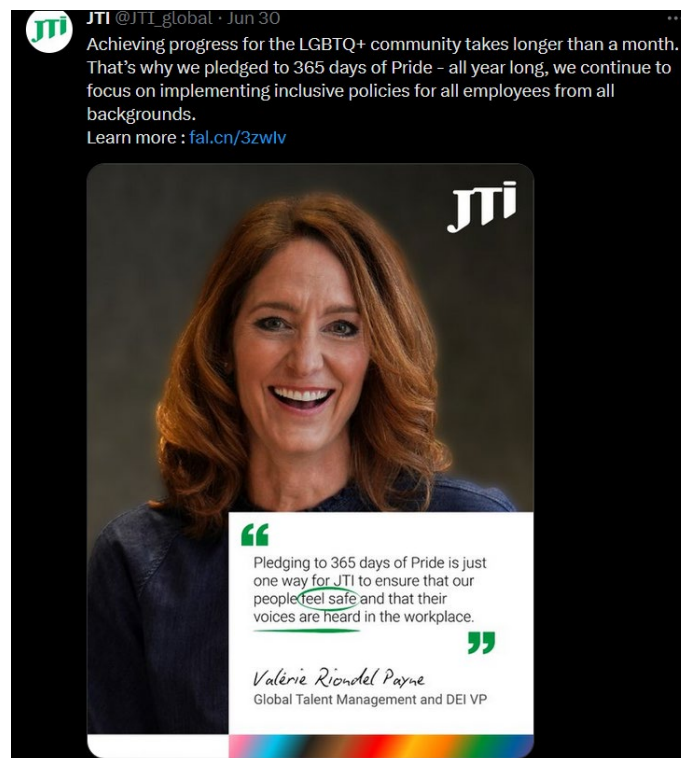 JTI
JTI @JTI_global · Jun 30
Achieving progress for the LGBTQ+ community takes longer than a month.
That's why we pledged to 365 days of Pride - all year long, we continue to
focus on implementing inclusive policies for all employees from all
backgrounds.
Learn more : fal.cn/3zwIv
JTI
“
Pledging to 365 days of Pride is just
one way for JTI to ensure that our
people feel safe and that their
voices are heard in the workplace.
”
Valérie Riondel Payne
Global Talent Management and DEI VP